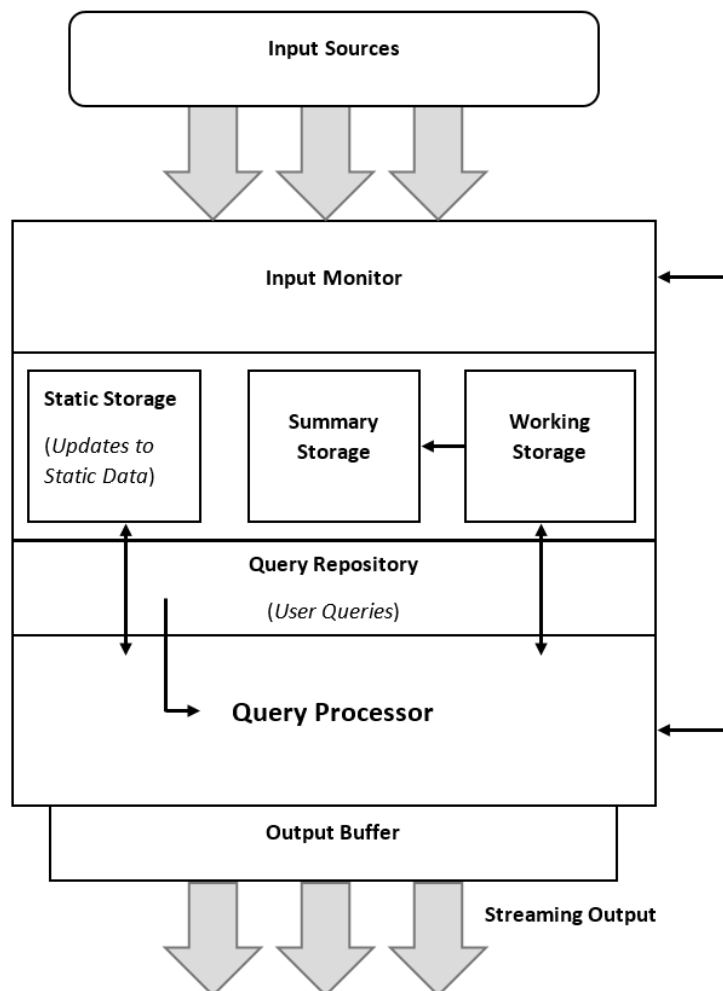 Input Sources
Input Monitor
Static Storage
(Updates to
Static Data)
Summary
Storage
Working
Storage
Query Repository
(User Queries)
Query Processor
Output Buffer
Streaming Output